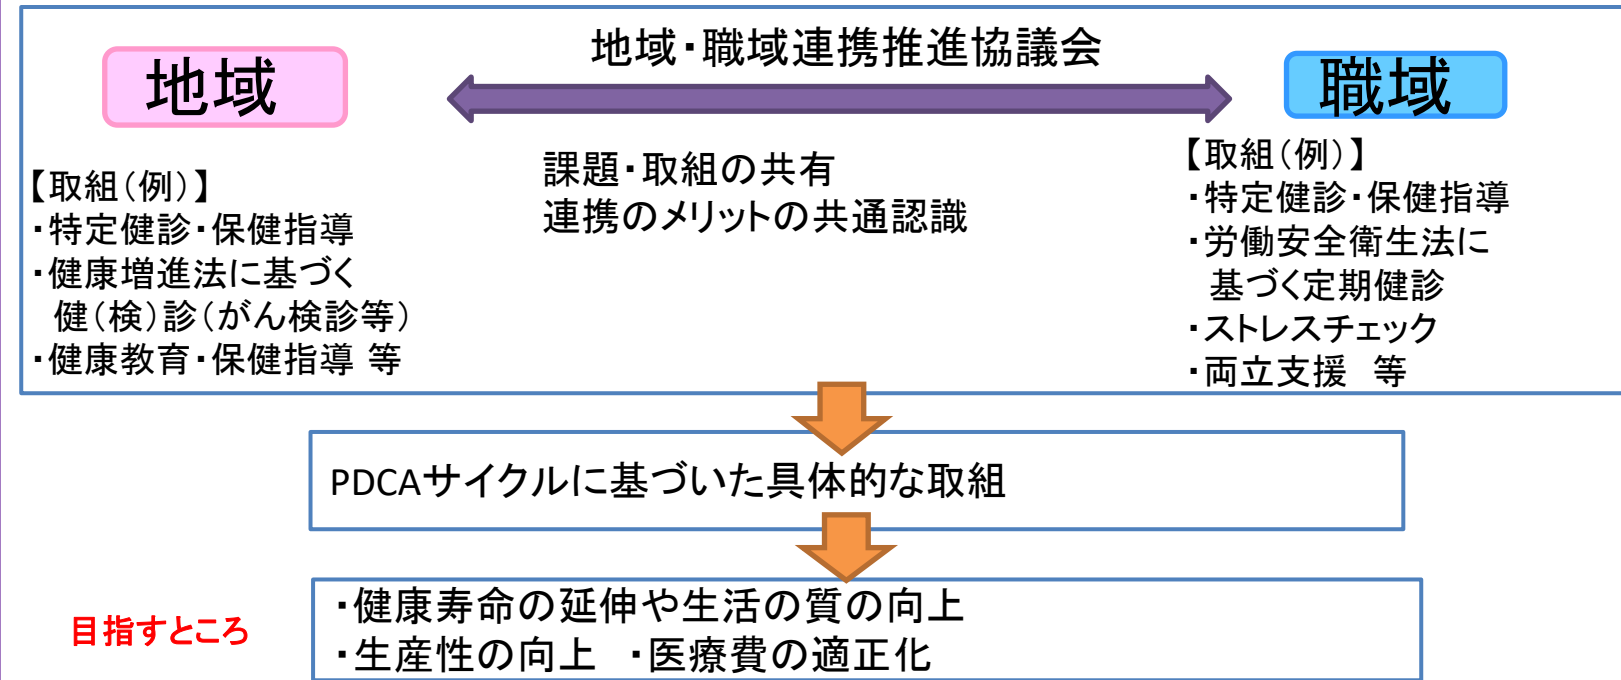 地域・職域連携推進協議会
地域
職域
【取組(例)】
・特定健診・保健指導
・健康増進法に基づく
健(検)診(がん検診等)
・健康教育・保健指導 等
課題・取組の共有
連携のメリットの共通認識
【取組(例)】
・特定健診・保健指導
・労働安全衛生法に
基づく定期健診
・ストレスチェック
・両立支援 等
PDCAサイクルに基づいた具体的な取組
目指すところ
・健康寿命の延伸や生活の質の向上
・生産性の向上 ・医療費の適正化